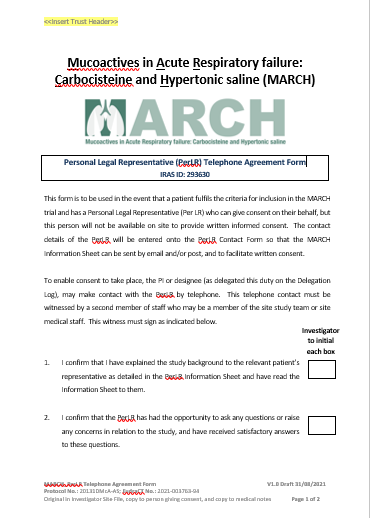 <<Insert Trust Header>>
Mucoactives in Acute Respiratory failure:
Carbocisteine and Hypertonic saline (MARCH)
ARCH
Mucoactives in Acute Respiratory failure: Carbocisteine and Hypertonic saline
Personal Legal Representative (PerLR) Telephone Agreement Form
IRAS ID: 293630
This form is to be used in the event that a patient fulfils the criteria for inclusion in the MARCH
trial and has a Personal Legal Representative (Per LR) who can give consent on their behalf, but
this person will not be available on site to provide written informed consent. The contact
details of the PerLR will be entered onto the PerLR Contact Form so that the MARCH
Information Sheet can be sent by email and/or post, and to facilitate written consent.
To enable consent to take place, the PI or designee (as delegated this duty on the Delegation
Log), may make contact with the PerLR by telephone. This telephone contact must be
witnessed by a second member of staff who may be a member of the site study team or site
medical staff. This witness must sign as indicated below.
Investigator
to initial
each box
1. I confirm that I have explained the study background to the relevant patient's
representative as detailed in the PerLR Information Sheet and have read the
Information Sheet to them.
2. I confirm that the PerLR has had the opportunity to ask any questions or raise
any concerns in relation to the study, and have received satisfactory answers
to these questions.
MARCH PerLR Telephone Agreement Form V1.0 Draft 31/08/2021
Protocol No.: 20131DMcA-AS; EudraCT No.: 2021-003763-94
Original in Investigator Site File, copy to person giving consent, and copy to medical notes Page 1 of 2